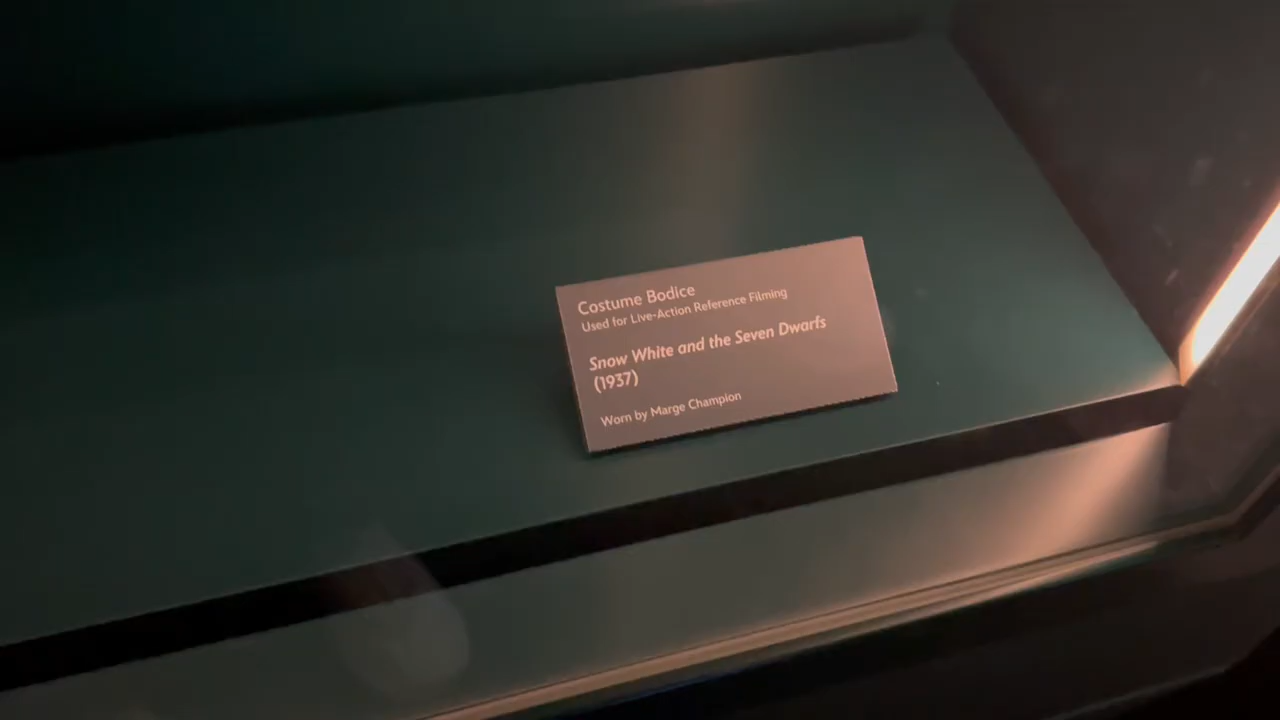 Costume Bodice
Used for Live-Action Reference Filming
Snow White and the Seven Dwarfs
(1937)
Worn by Marge Champion